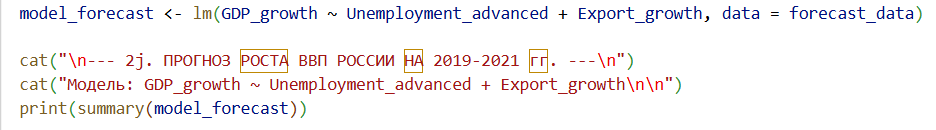 model_forecast <- lm(GDP_growth ~ Unemployment_advanced + Export_growth, data = forecast_data)
cat("\n--- 2j. ПРОГНОЗ РОСТА ВВП РОССИИ НА 2019-2021 гг. ---\n")
cat("Модель: GDP_growth ~ Unemployment_advanced + Export_growth\n\n")
print(summary(model_forecast))